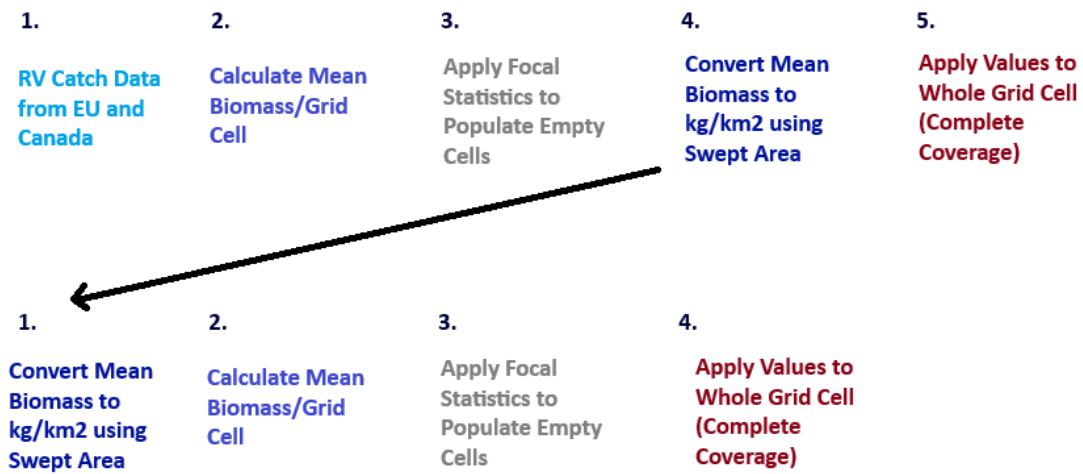 1.
RV Catch Data
from EU and
Canada
2.
Calculate Mean
Biomass/Grid
Cell
3.
Apply Focal
Statistics to
Populate Empty
Cells
4.
Convert Mean
Biomass to
kg/km2 using
Swept Area
5.
Apply Values to
Whole Grid Cell
(Complete
Coverage)
1.
Convert Mean
Biomass to
kg/km2 using
Swept Area
2.
Calculate Mean
Biomass/Grid
Cell
3.
Apply Focal
Statistics to
Populate Empty
Cells
4.
Apply Values to
Whole Grid Cell
(Complete
Coverage)